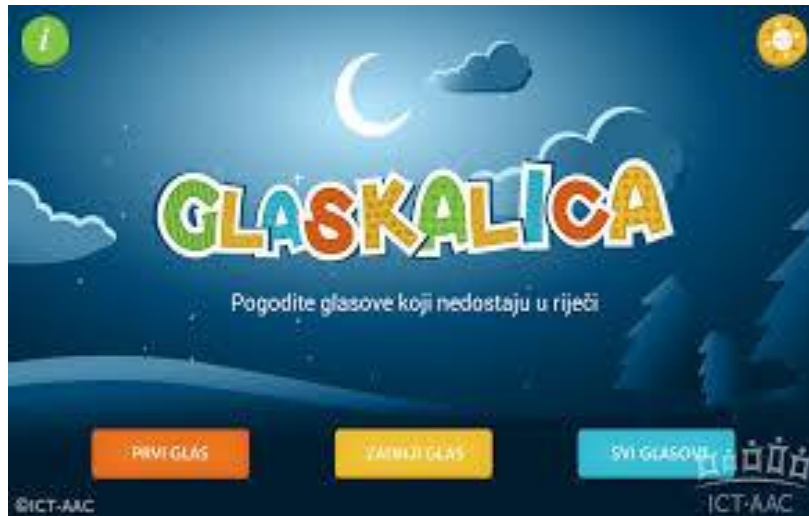 i
GLASKALICA
Pogodite glasove koji nedostaju u riječi
PRVI GLAS
ZADNJI GLAS
SVI GLASOVI
©ICT-AAC
ICT-AAC